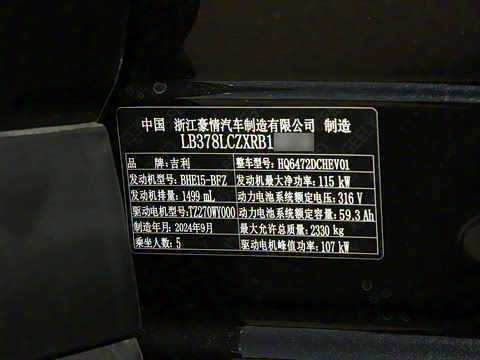 中国 浙江豪情汽车制造有限公司 制造
LB378LCZXRB1
品 牌:吉利 整车型号:HQ6472DCHEV01
发动机型号:BHE15-BFZ 发动机最大净功率:115 kW
发动机排量:1499 mL 动力电池系统额定电压:316 V
驱动电机型号:TZ270WY000 动力电池系统额定容量:59.3 Ah
制造年月:2024年9月 最大允许总质量:2330 kg
乘坐人数:5 驱动电机峰值功率:107 kW